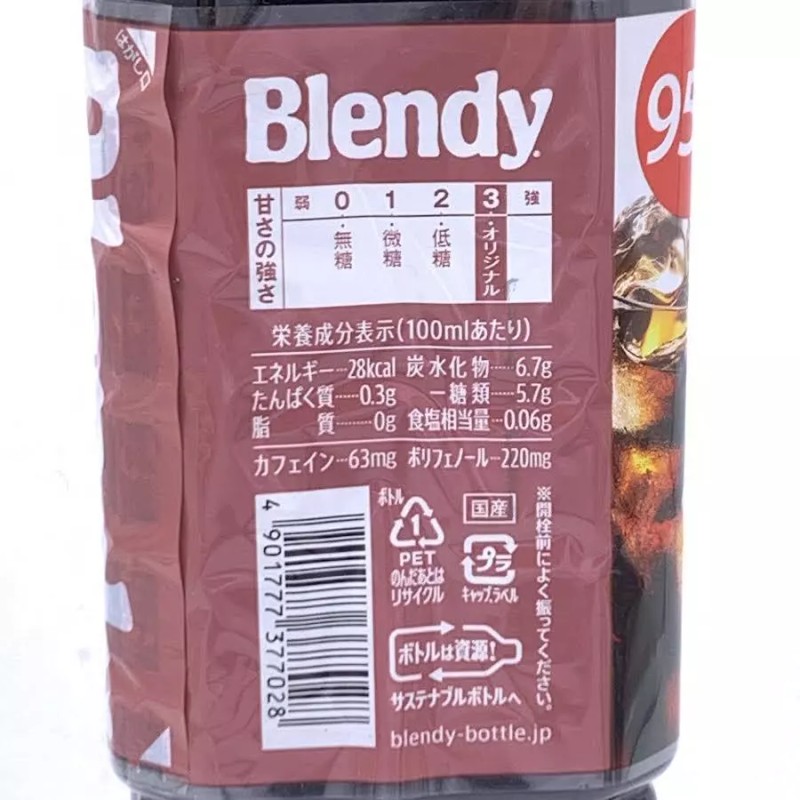 はがし口
Blendy
95
甘さの強さ
弱 0 1 2 3 強
無糖
微糖
低糖
オリジナル
栄養成分表示(100mlあたり)
エネルギー…28kcal 炭水化物……6.7g
たんぱく質……0.3g ー糖類……5.7g
脂質………0g 食塩相当量…0.06g
カフェイン…63mg ポリフェノール…220mg
4 901777 377028
ボトル
1
PET
のんだあとは
リサイクル
国産
プラ
キャップ,ラベル
※開栓前によく振ってください。
ボトルは資源!
サステナブルボトルへ
blendy-bottle.jp